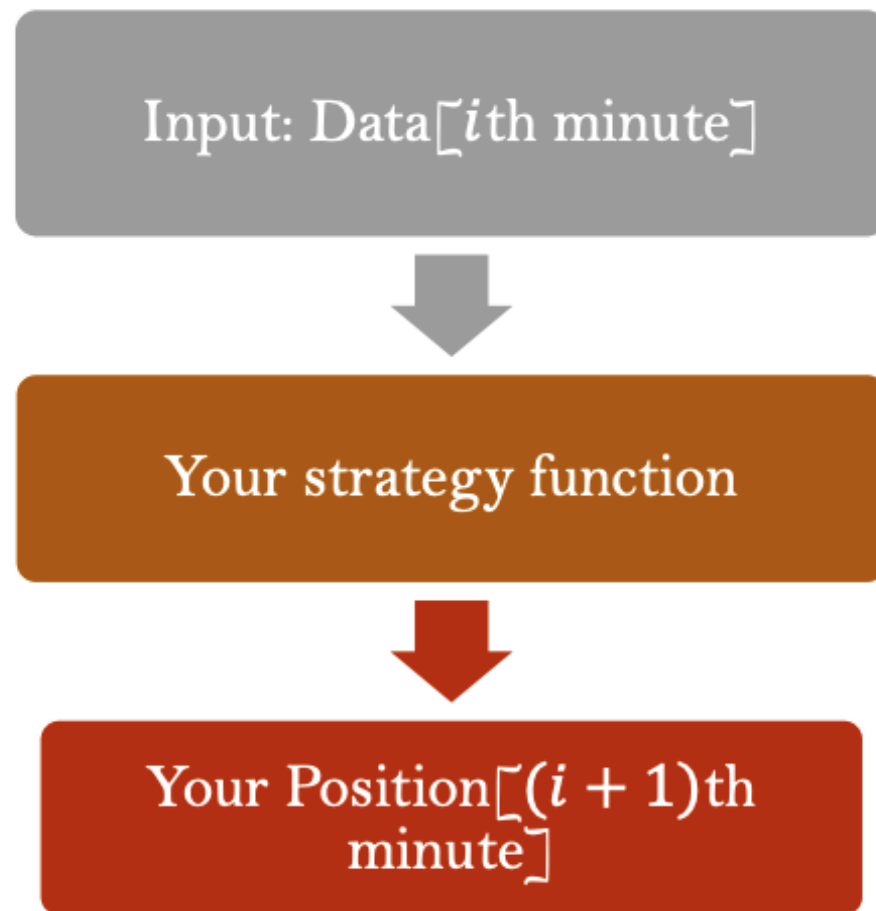 Input: Data[𝑖th minute]
Your strategy function
Your Position[(𝑖 + 1)th
minute]